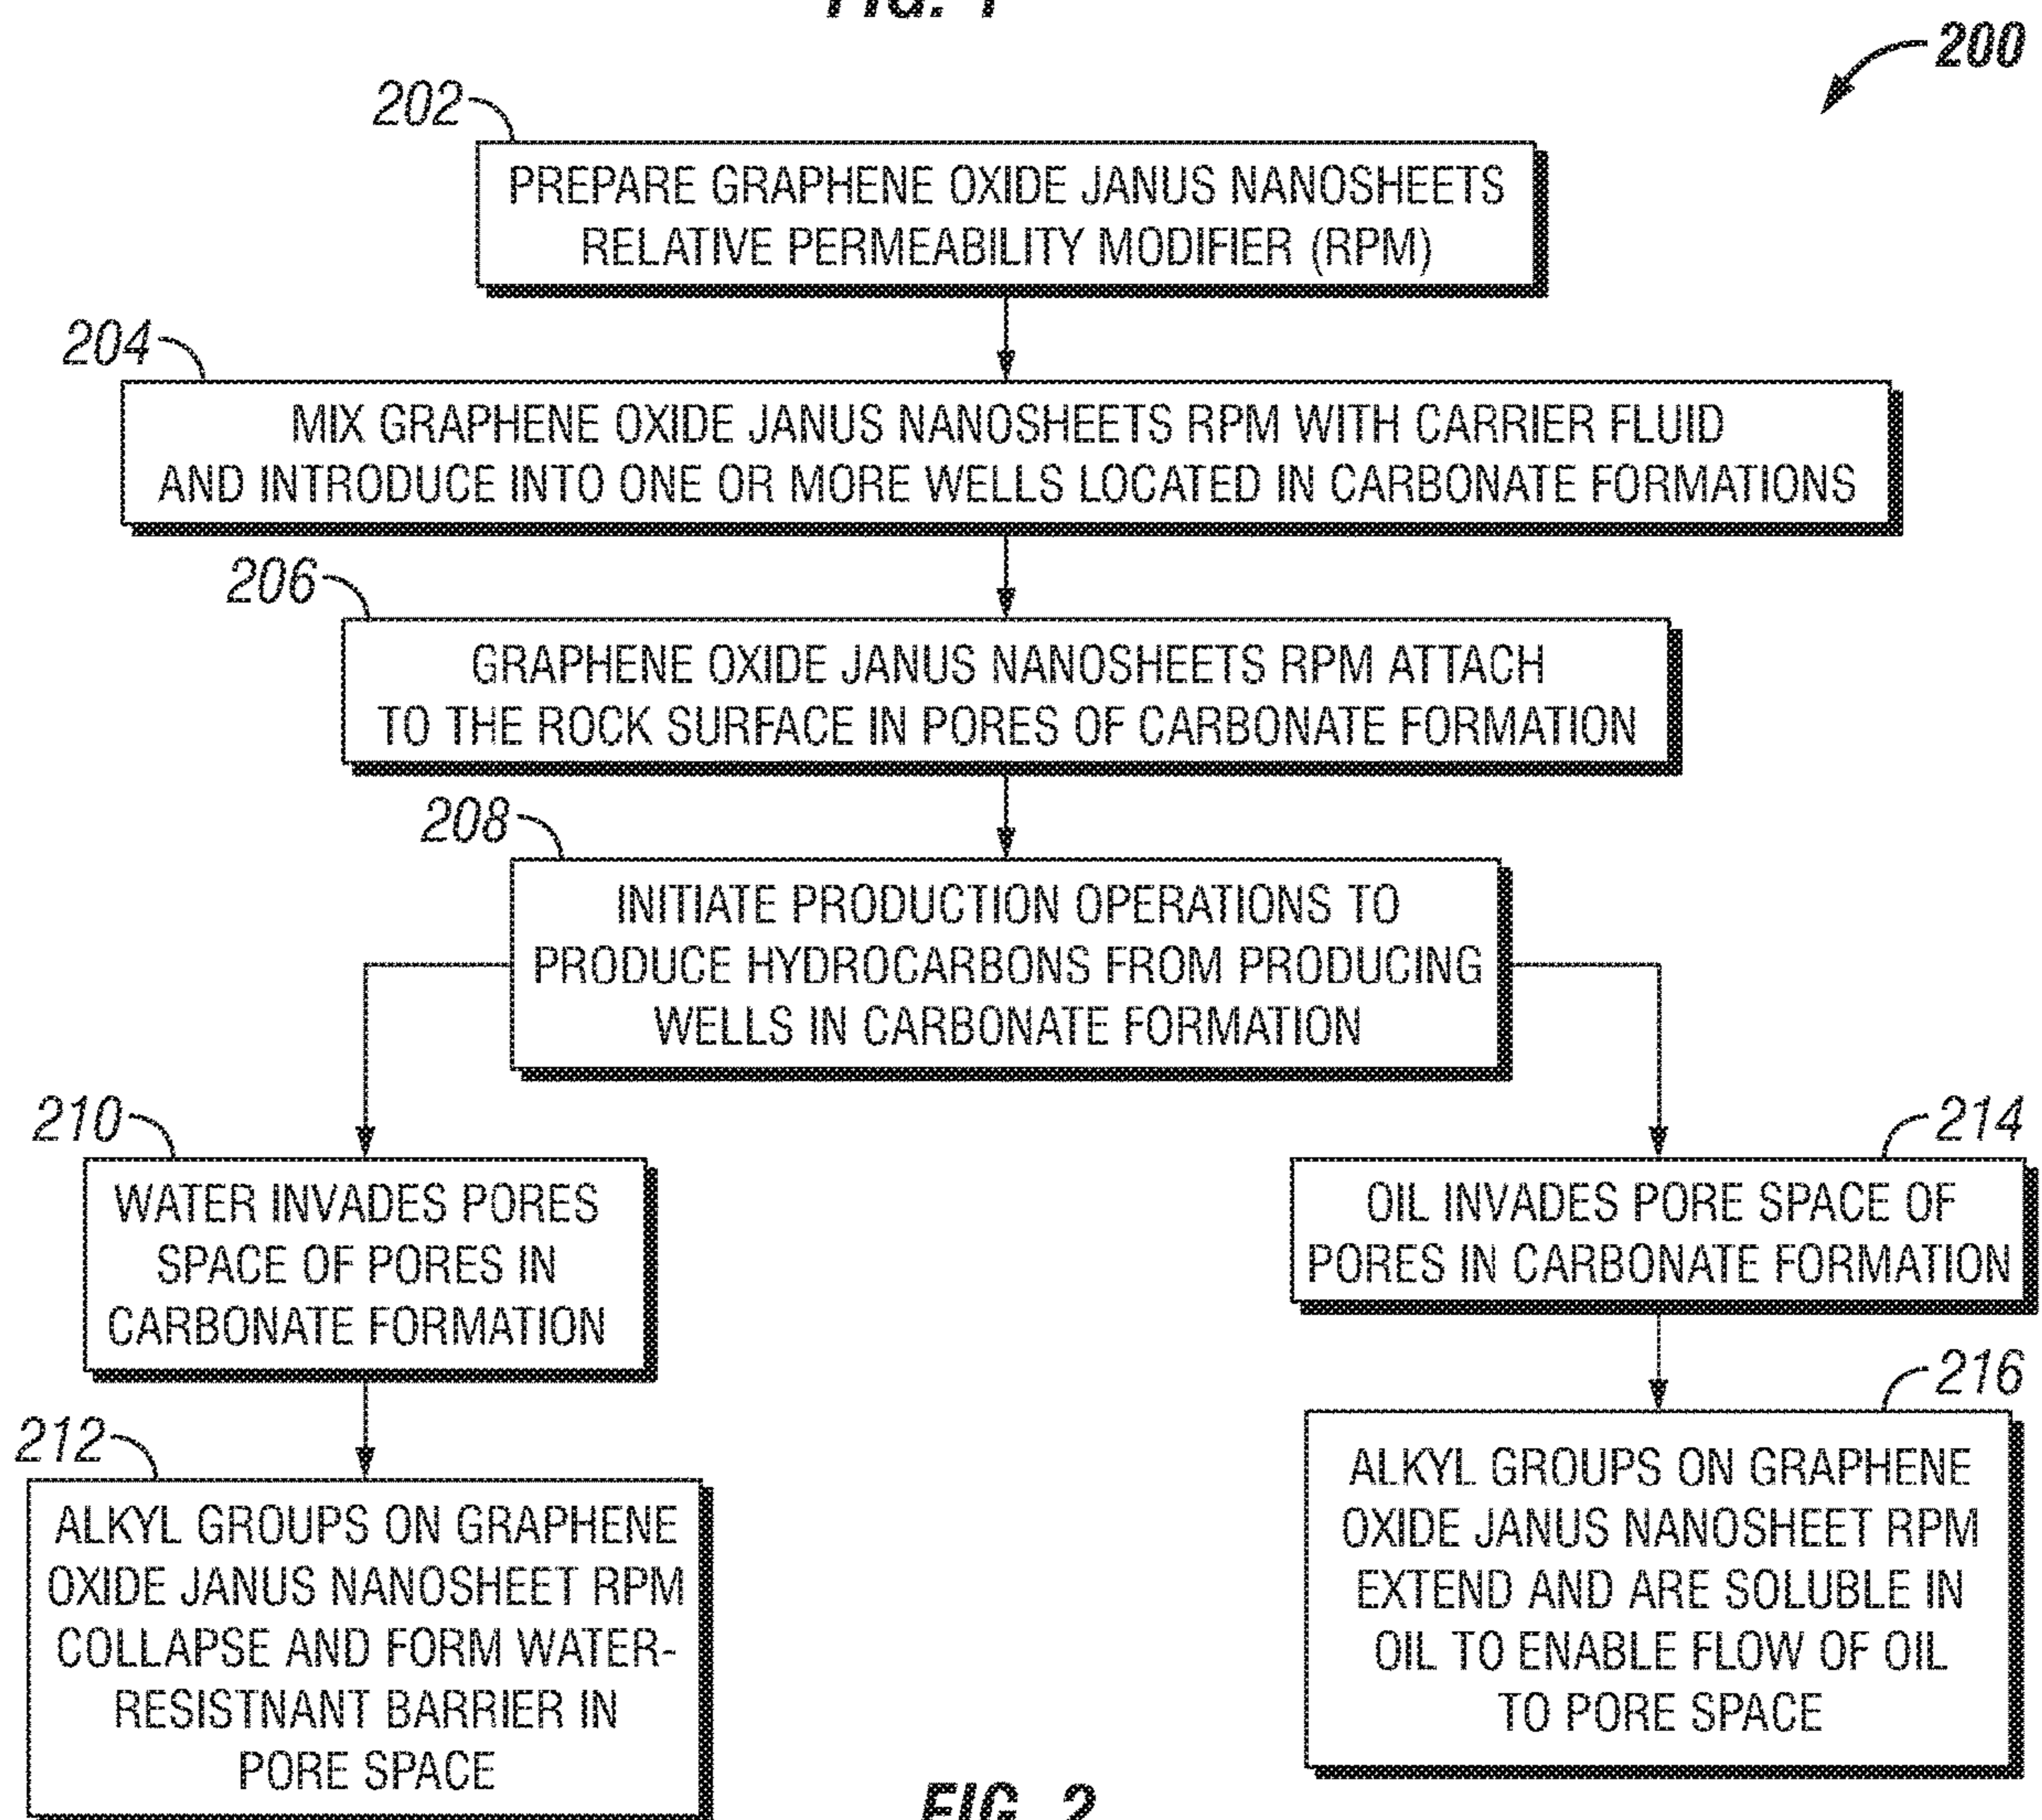 FIG. 1
200
202
PREPARE GRAPHENE OXIDE JANUS NANOSHEETS
RELATIVE PERMEABILITY MODIFIER (RPM)
204
MIX GRAPHENE OXIDE JANUS NANOSHEETS RPM WITH CARRIER FLUID
AND INTRODUCE INTO ONE OR MORE WELLS LOCATED IN CARBONATE FORMATIONS
206
GRAPHENE OXIDE JANUS NANOSHEETS RPM ATTACH
TO THE ROCK SURFACE IN PORES OF CARBONATE FORMATION
208
INITIATE PRODUCTION OPERATIONS TO
PRODUCE HYDROCARBONS FROM PRODUCING
WELLS IN CARBONATE FORMATION
210
WATER INVADES PORES
SPACE OF PORES IN
CARBONATE FORMATION
212
ALKYL GROUPS ON GRAPHENE
OXIDE JANUS NANOSHEET RPM
COLLAPSE AND FORM WATER-
RESISTNANT BARRIER IN
PORE SPACE
214
OIL INVADES PORE SPACE OF
PORES IN CARBONATE FORMATION
216
ALKYL GROUPS ON GRAPHENE
OXIDE JANUS NANOSHEET RPM
EXTEND AND ARE SOLUBLE IN
OIL TO ENABLE FLOW OF OIL
TO PORE SPACE
FIG. 2